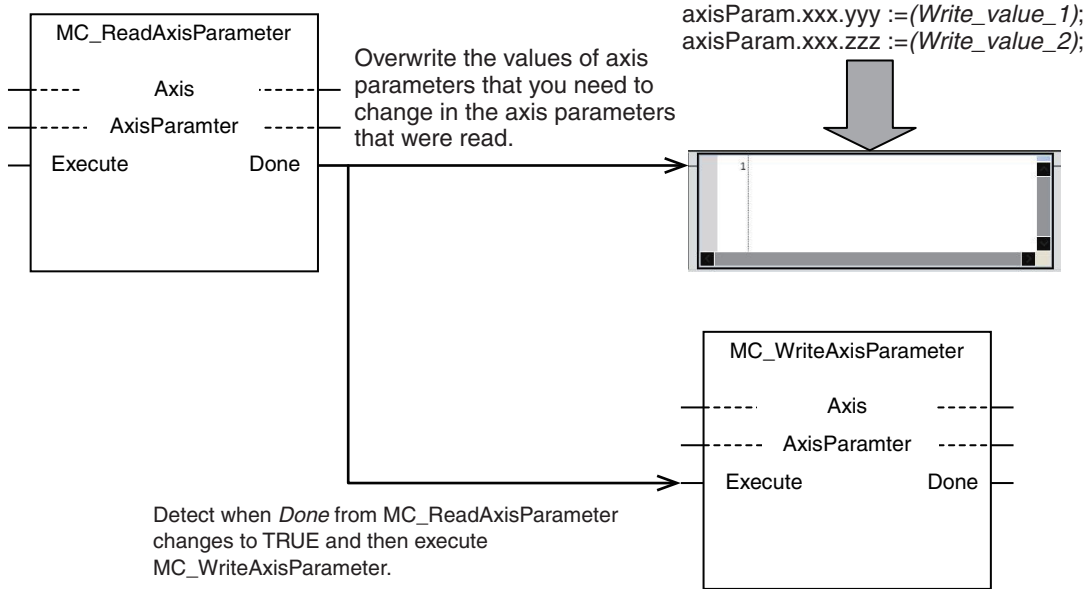 MC_ReadAxisParameter
Axis
AxisParamter
Execute Done
Overwrite the values of axis
parameters that you need to
change in the axis parameters
that were read.
axisParam.xxx.yyy :=(Write_value_1);
axisParam.xxx.zzz :=(Write_value_2);
1
MC_WriteAxisParameter
Axis
AxisParamter
Execute Done
Detect when Done from MC_ReadAxisParameter
changes to TRUE and then execute
MC_WriteAxisParameter.